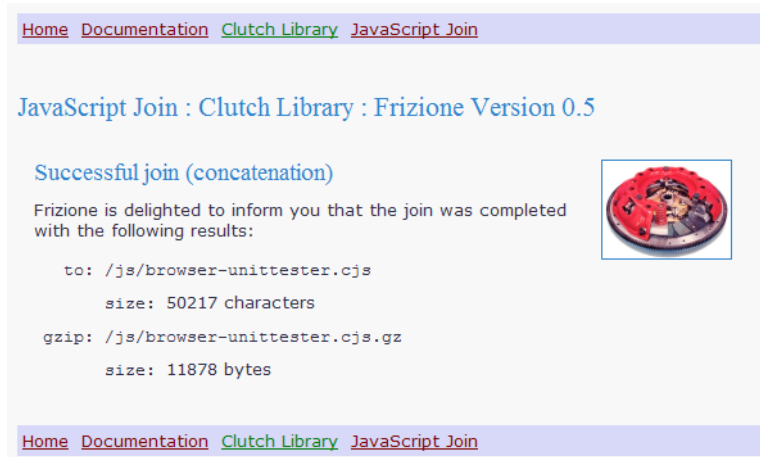 Home Documentation Clutch Library JavaScript Join
JavaScript Join : Clutch Library : Frizione Version 0.5
Successful join (concatenation)
Frizione is delighted to inform you that the join was completed
with the following results:
to: /js/browser-unittester.cjs
size: 50217 characters
gzip: /js/browser-unittester.cjs.gz
size: 11878 bytes
Home Documentation Clutch Library JavaScript Join